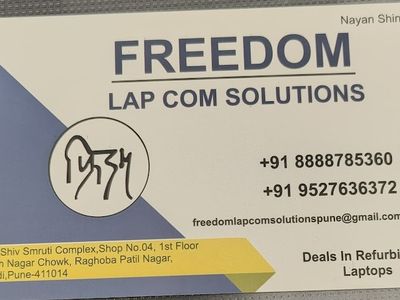 Nayan Shin
FREEDOM
LAP COM SOLUTIONS
फ्रिडम
+91 8888785360
+91 9527636372
freedomlapcomsolutionspune@gmail.com
Shiv Smruti Complex,Shop No.04, 1st Floor
h Nagar Chowk, Raghoba Patil Nagar,
di,Pune-411014
Deals In Refurbi
Laptops